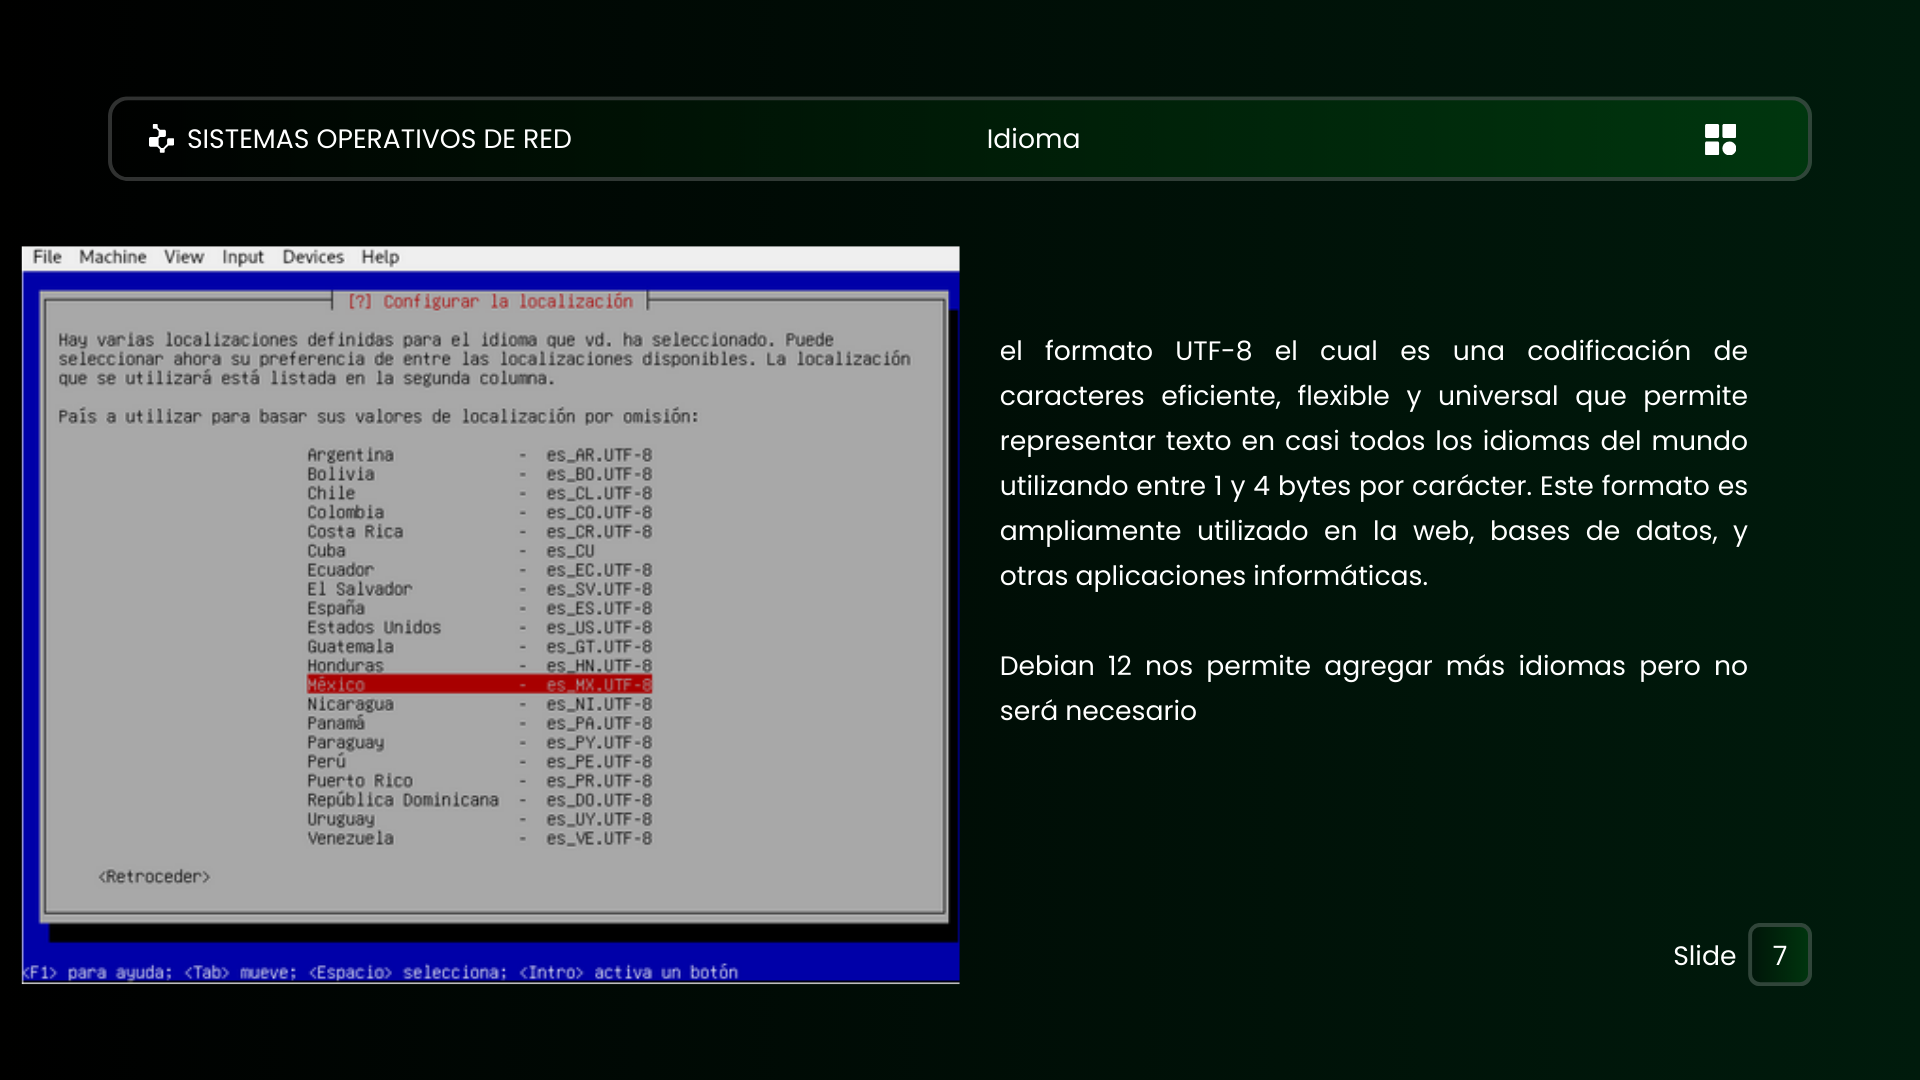 SISTEMAS OPERATIVOS DE RED
Idioma
File Machine View Input Devices Help
[?] Configurar la localización
Hay varias localizaciones definidas para el idioma que vd. ha seleccionado. Puede
seleccionar ahora su preferencia de entre las localizaciones disponibles. La localización
que se utilizará está listada en la segunda columna.
País a utilizar para basar sus valores de localización por omisión:
Argentina - es_AR.UTF-8
Bolivia - es_BO.UTF-8
Chile - es_CL.UTF-8
Colombia - es_CO.UTF-8
Costa Rica - es_CR.UTF-8
Cuba - es_CU
Ecuador - es_EC.UTF-8
El Salvador - es_SV.UTF-8
España - es_ES.UTF-8
Estados Unidos - es_US.UTF-8
Guatemala - es_GT.UTF-8
Honduras - es_HN.UTF-8
México - es_MX.UTF-8
Nicaragua - es_NI.UTF-8
Panamá - es_PA.UTF-8
Paraguay - es_PY.UTF-8
Perú - es_PE.UTF-8
Puerto Rico - es_PR.UTF-8
República Dominicana - es_DO.UTF-8
Uruguay - es_UY.UTF-8
Venezuela - es_VE.UTF-8
<Retroceder>
<F1> para ayuda; <Tab> mueve; <Espacio> selecciona; <Intro> activa un botón
el formato UTF-8 el cual es una codificación de
caracteres eficiente, flexible y universal que permite
representar texto en casi todos los idiomas del mundo
utilizando entre 1 y 4 bytes por carácter. Este formato es
ampliamente utilizado en la web, bases de datos, y
otras aplicaciones informáticas.
Debian 12 nos permite agregar más idiomas pero no
será necesario
Slide 7